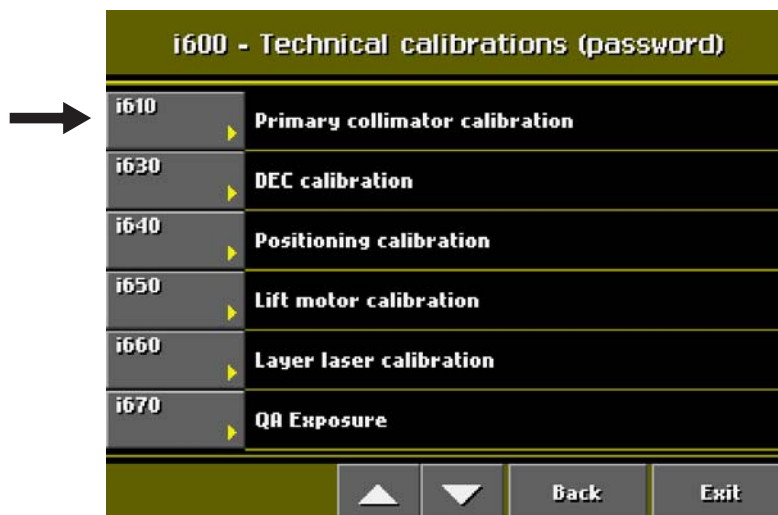 i600 - Technical calibrations (password)
i610
Primary collimator calibration
i630
DEC calibration
i640
Positioning calibration
i650
Lift motor calibration
i660
Layer laser calibration
i670
QA Exposure
Back Exit